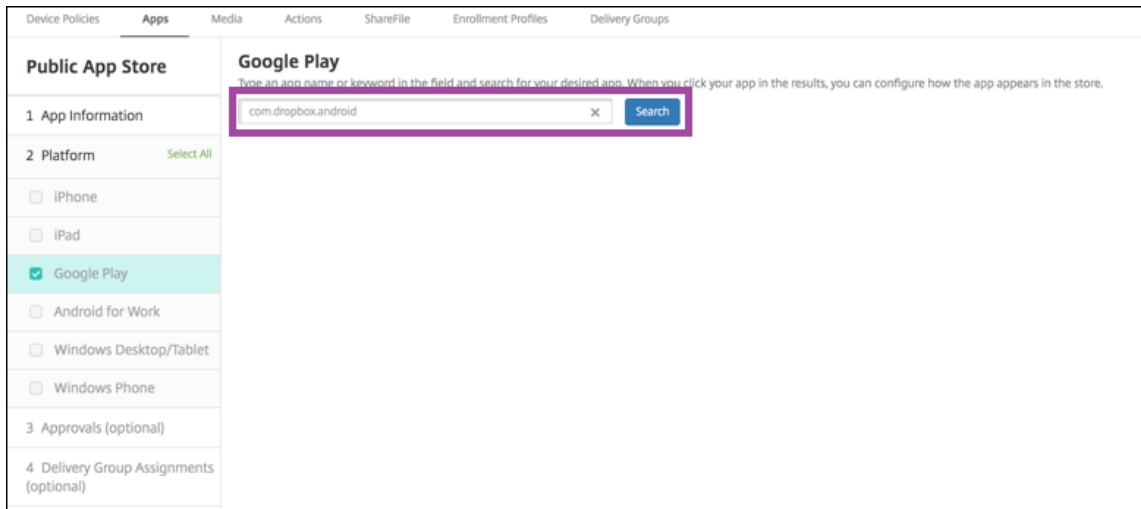 Device Policies Apps Media Actions ShareFile Enrollment Profiles Delivery Groups
Public App Store
1 App Information
2 Platform Select All
iPhone
iPad
Google Play
Android for Work
Windows Desktop/Tablet
Windows Phone
3 Approvals (optional)
4 Delivery Group Assignments
(optional)
Google Play
Type an app name or keyword in the field and search for your desired app. When you click your app in the results, you can configure how the app appears in the store.
com.dropbox.android × Search